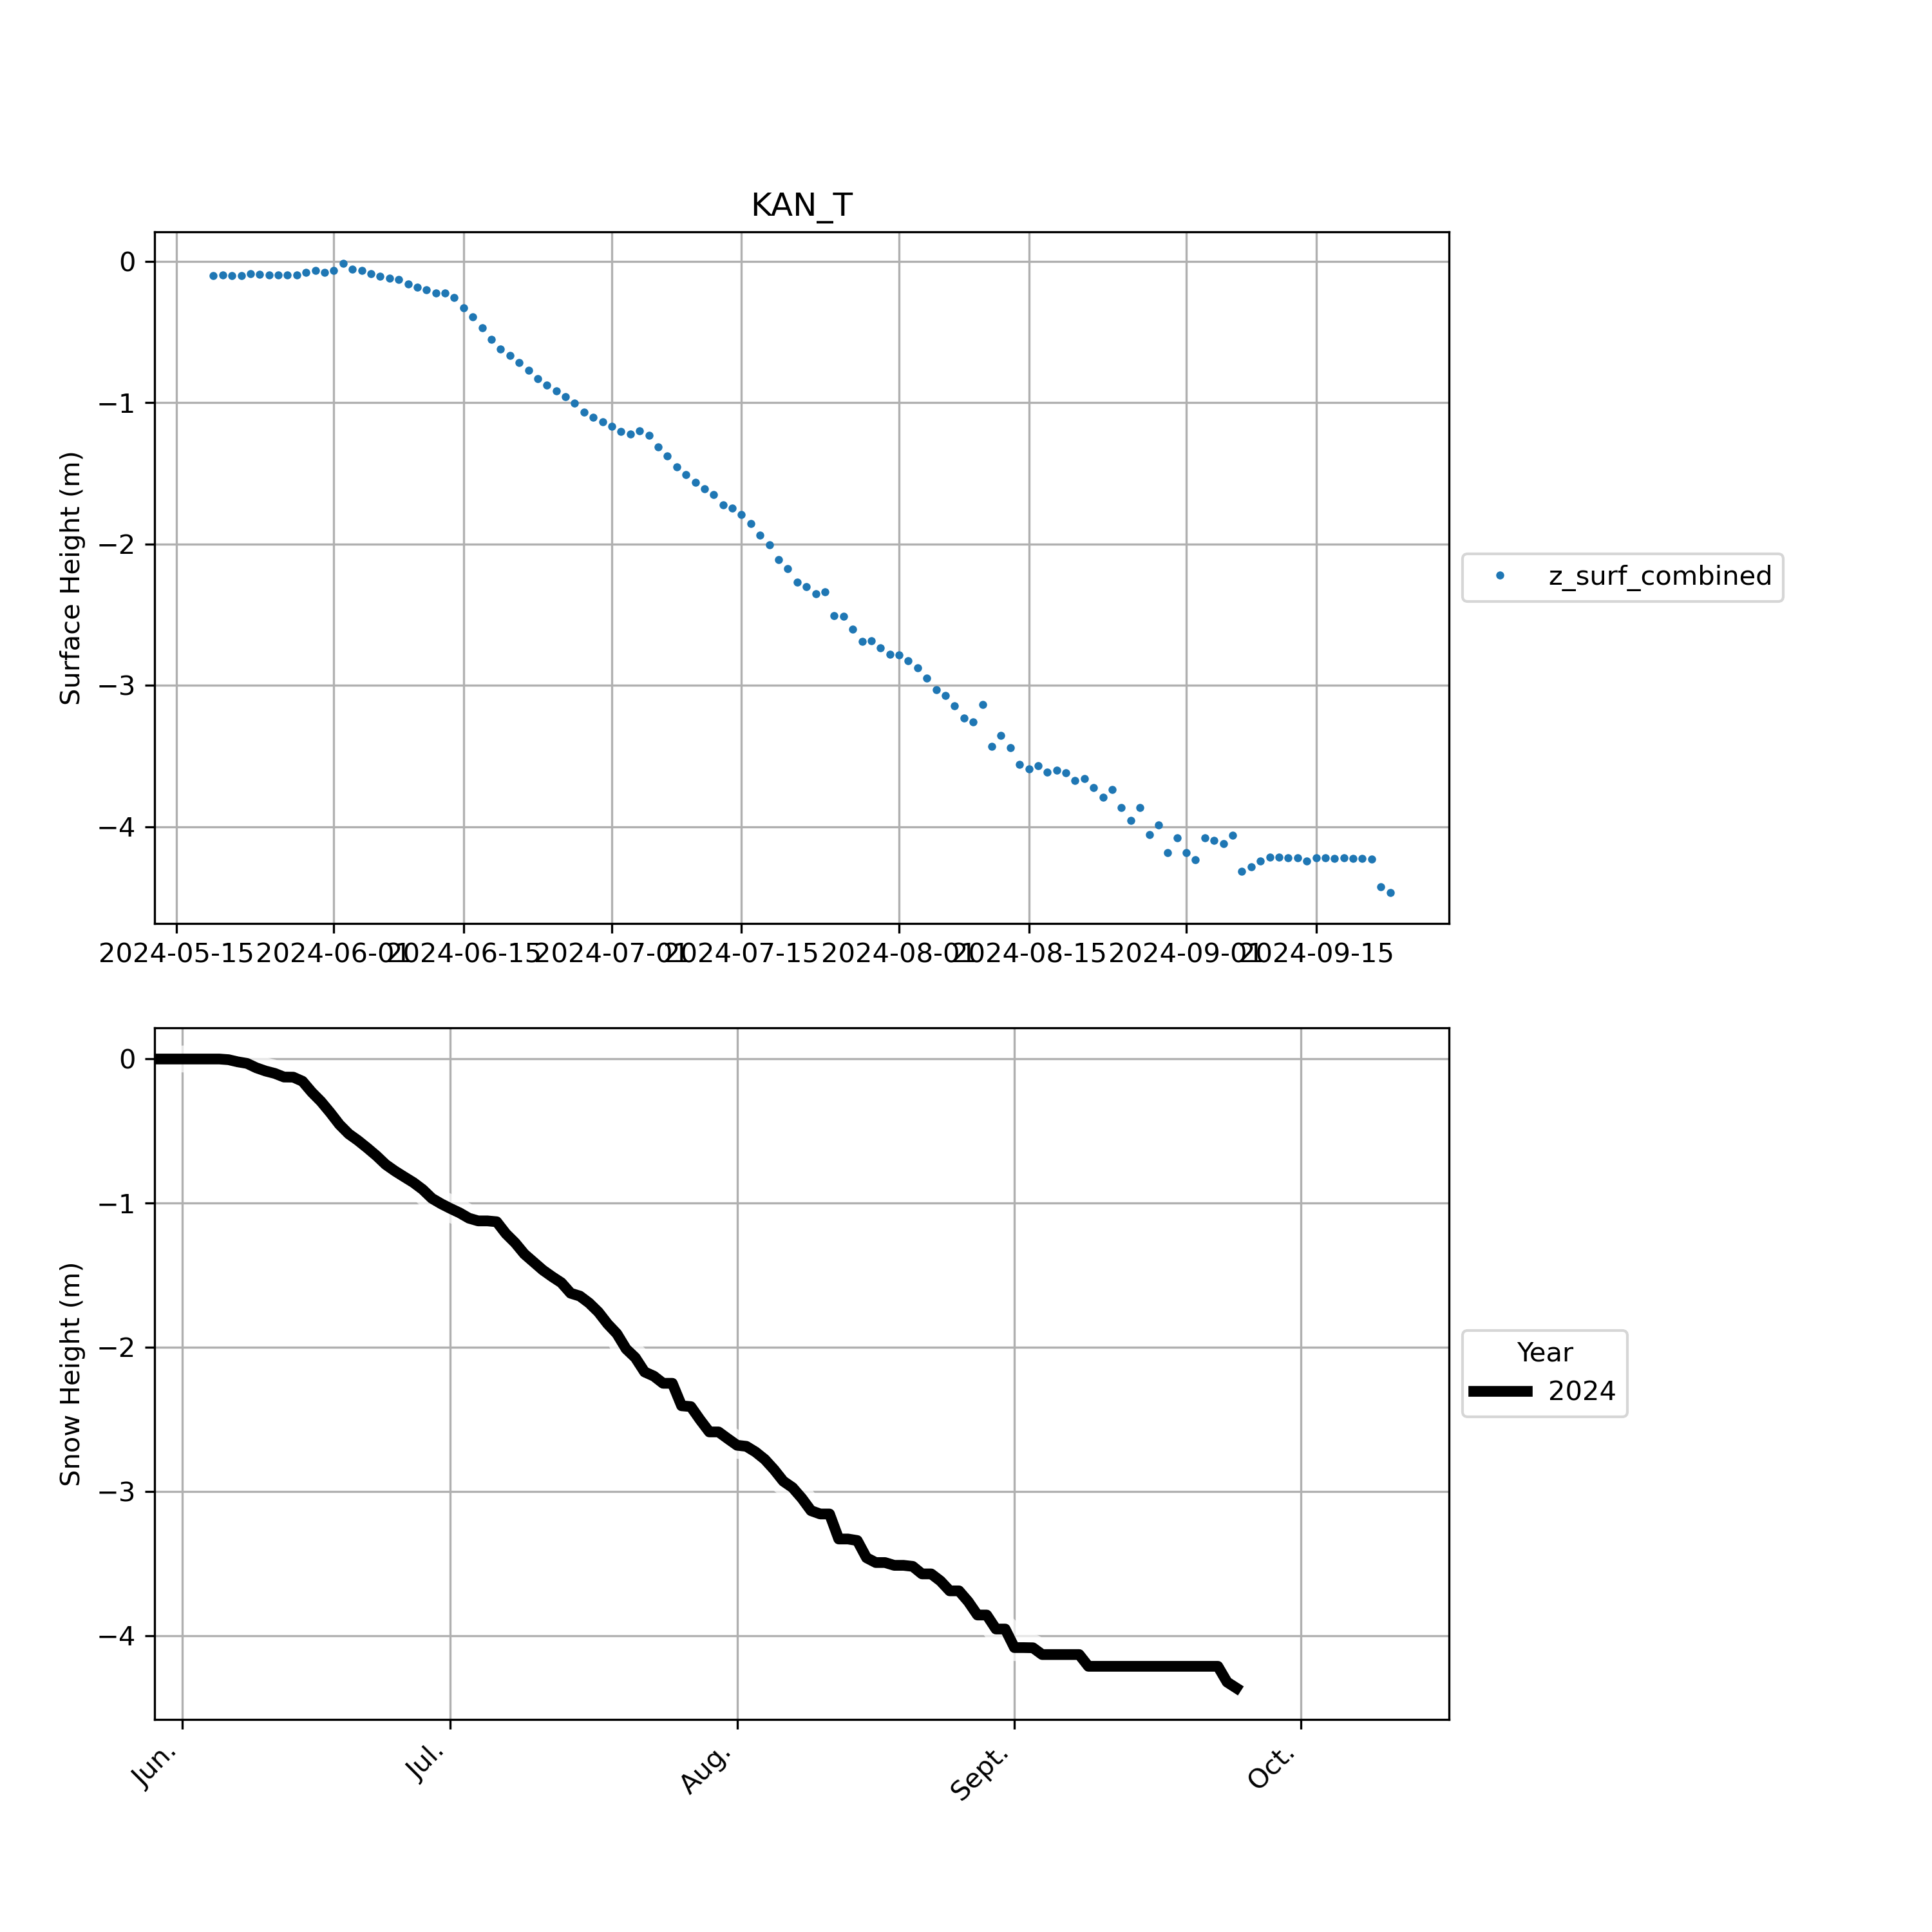 KAN_T
0
−1
−2
−3
−4
Surface Height (m)
2024-05-15 2024-06-01 2024-06-15 2024-07-01 2024-07-15 2024-08-01 2024-08-15 2024-09-01 2024-09-15
z_surf_combined
0
−1
−2
−3
−4
Snow Height (m)
Jun. Jul. Aug. Sept. Oct.
Year
2024